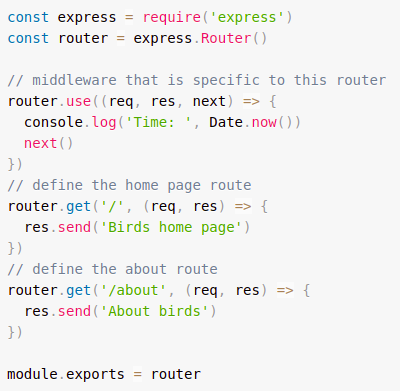 const express = require('express')
const router = express.Router()

// middleware that is specific to this router
router.use((req, res, next) => {
  console.log('Time: ', Date.now())
  next()
})
// define the home page route
router.get('/', (req, res) => {
  res.send('Birds home page')
})
// define the about route
router.get('/about', (req, res) => {
  res.send('About birds')
})

module.exports = router